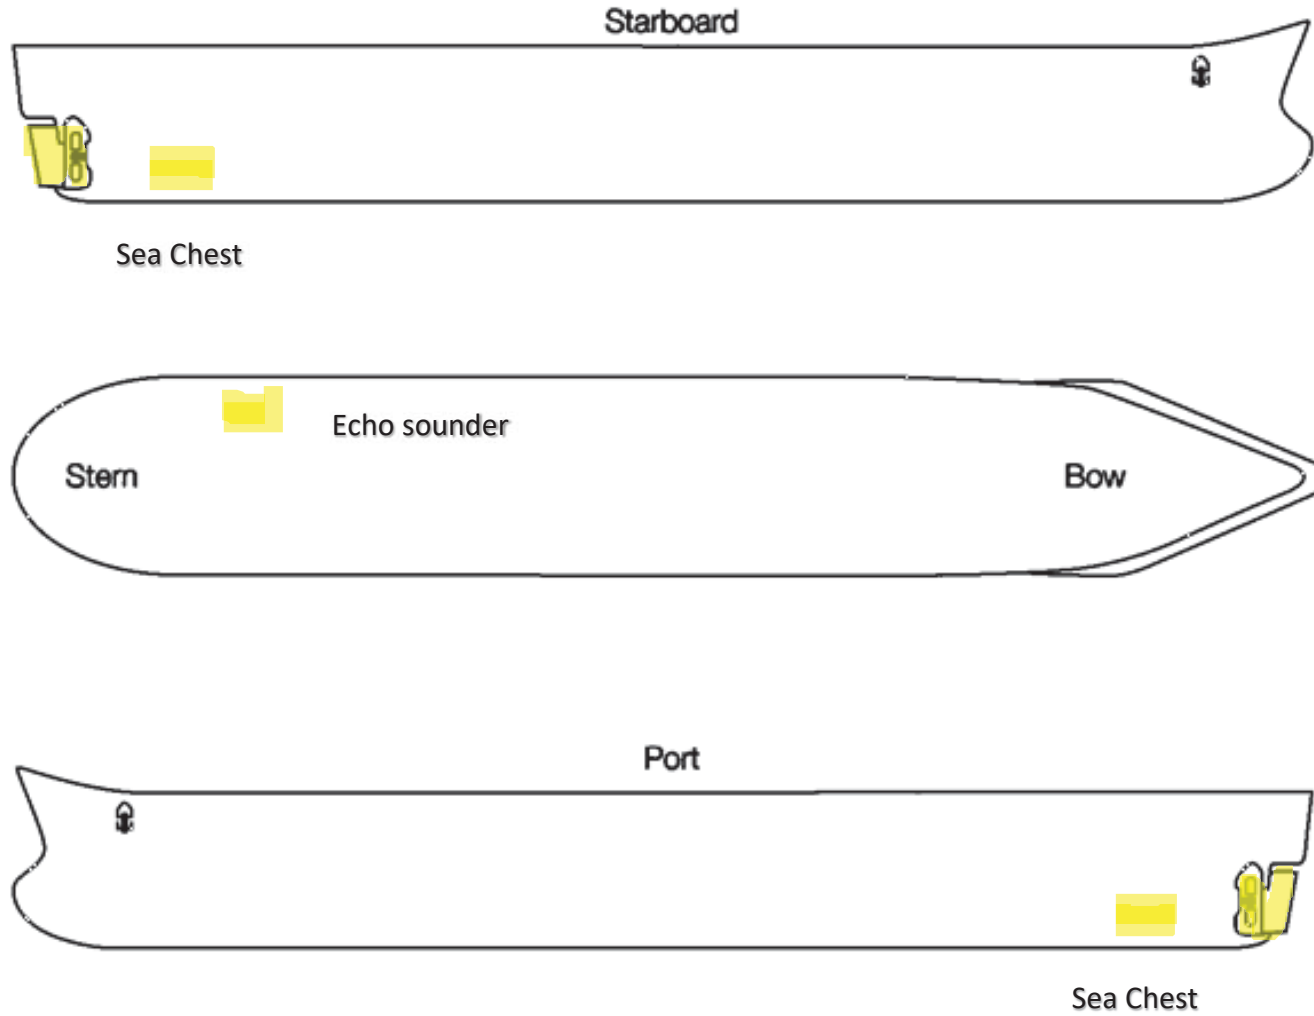 Starboard
Sea Chest
Echo sounder
Stern
Bow
Port
Sea Chest